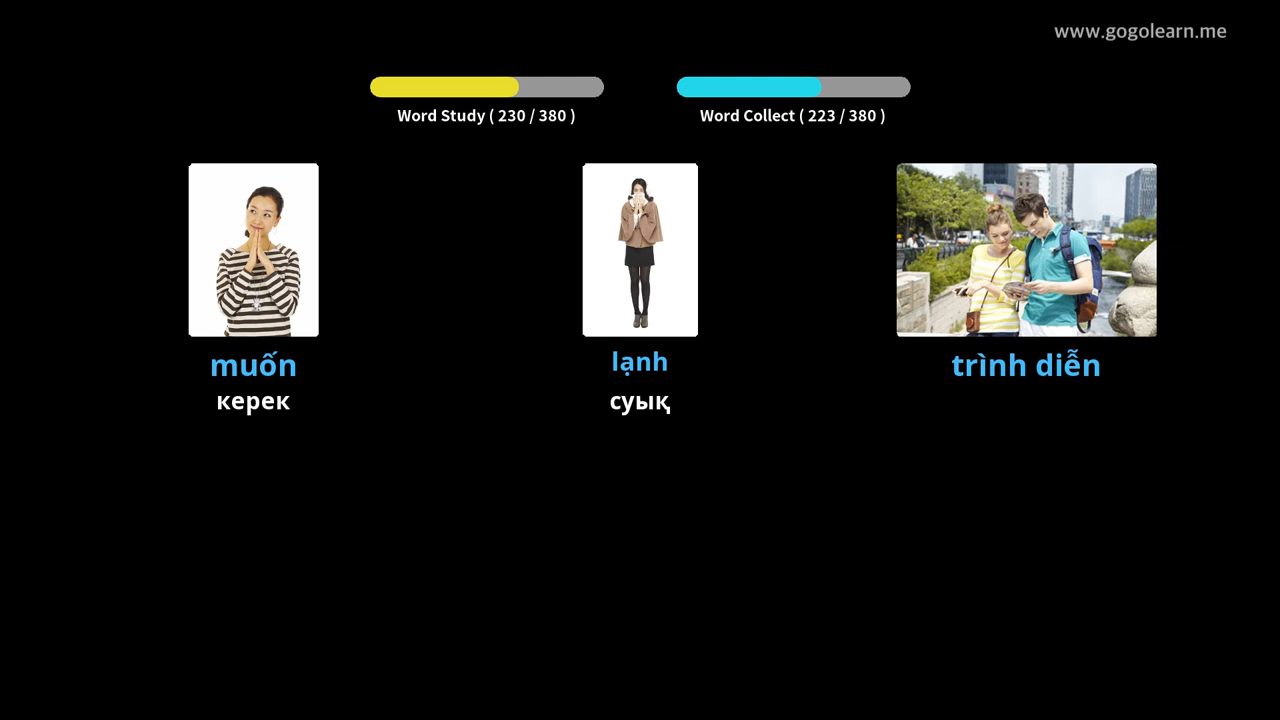 www.gogolearn.me
Word Study ( 230 / 380 )
Word Collect ( 223 / 380 )
muốn
керек
lạnh
суық
trình diễn